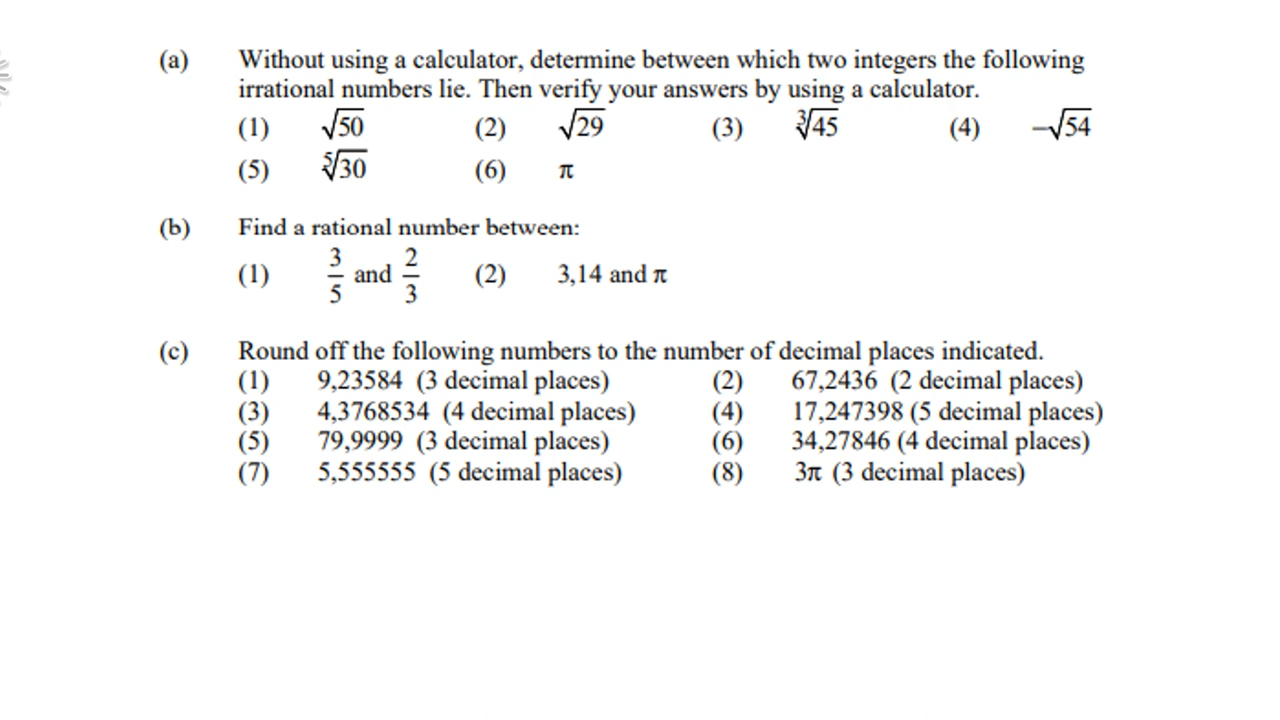 (a) Without using a calculator, determine between which two integers the following
irrational numbers lie. Then verify your answers by using a calculator.
(1) √50 (2) √29 (3) ∛45 (4) −√54
(5) ⁵√30 (6) π
(b) Find a rational number between:
(1) 3/5 and 2/3 (2) 3,14 and π
(c) Round off the following numbers to the number of decimal places indicated.
(1) 9,23584 (3 decimal places) (2) 67,2436 (2 decimal places)
(3) 4,3768534 (4 decimal places) (4) 17,247398 (5 decimal places)
(5) 79,9999 (3 decimal places) (6) 34,27846 (4 decimal places)
(7) 5,555555 (5 decimal places) (8) 3π (3 decimal places)